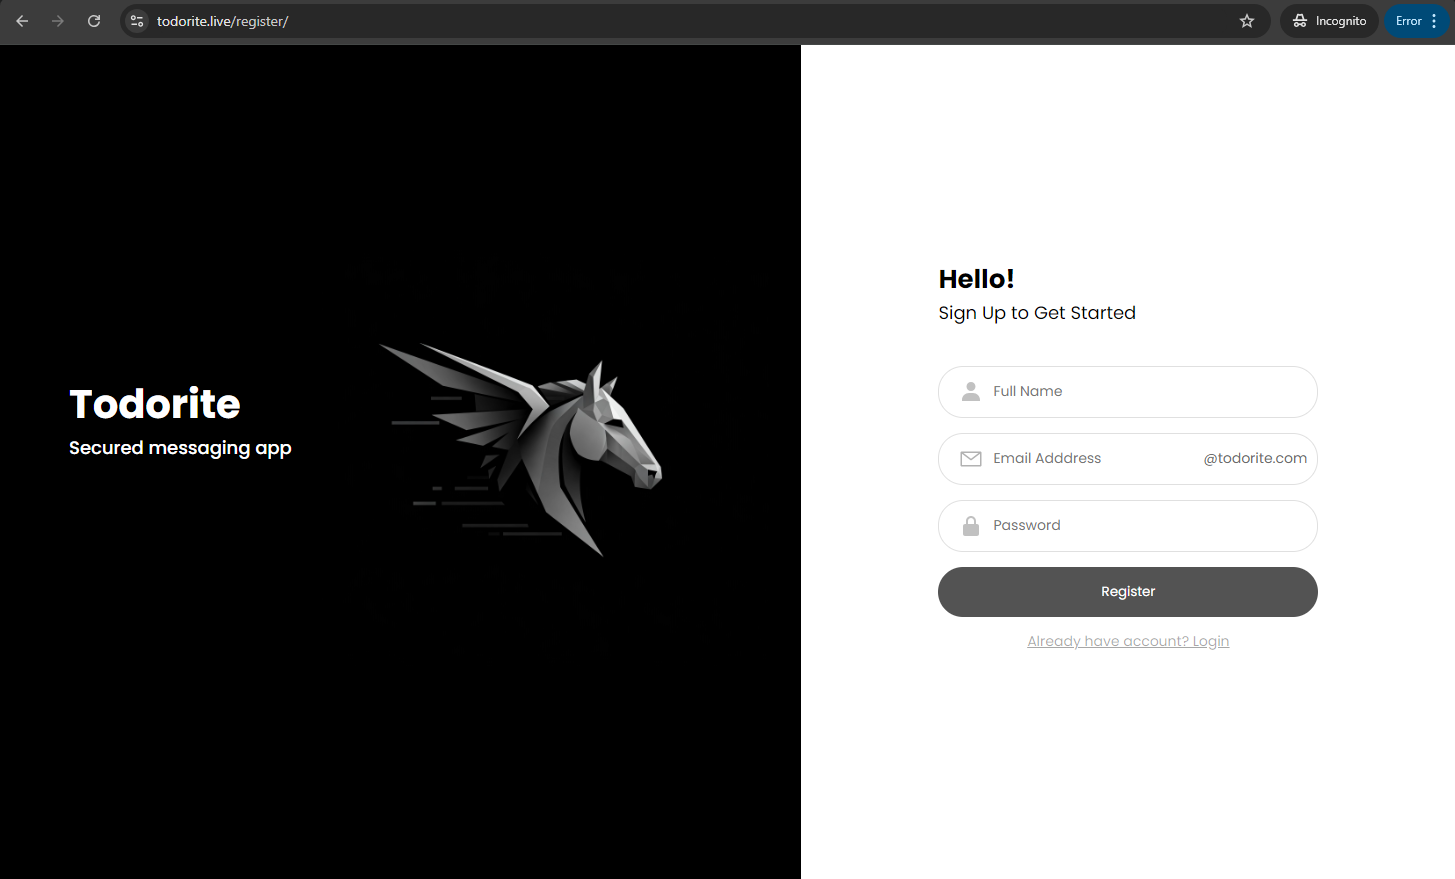 todorite.live/register/
Incognito
Error
Todorite
Secured messaging app
Hello!
Sign Up to Get Started
Full Name
Email Adddress @todorite.com
Password
Register
Already have account? Login